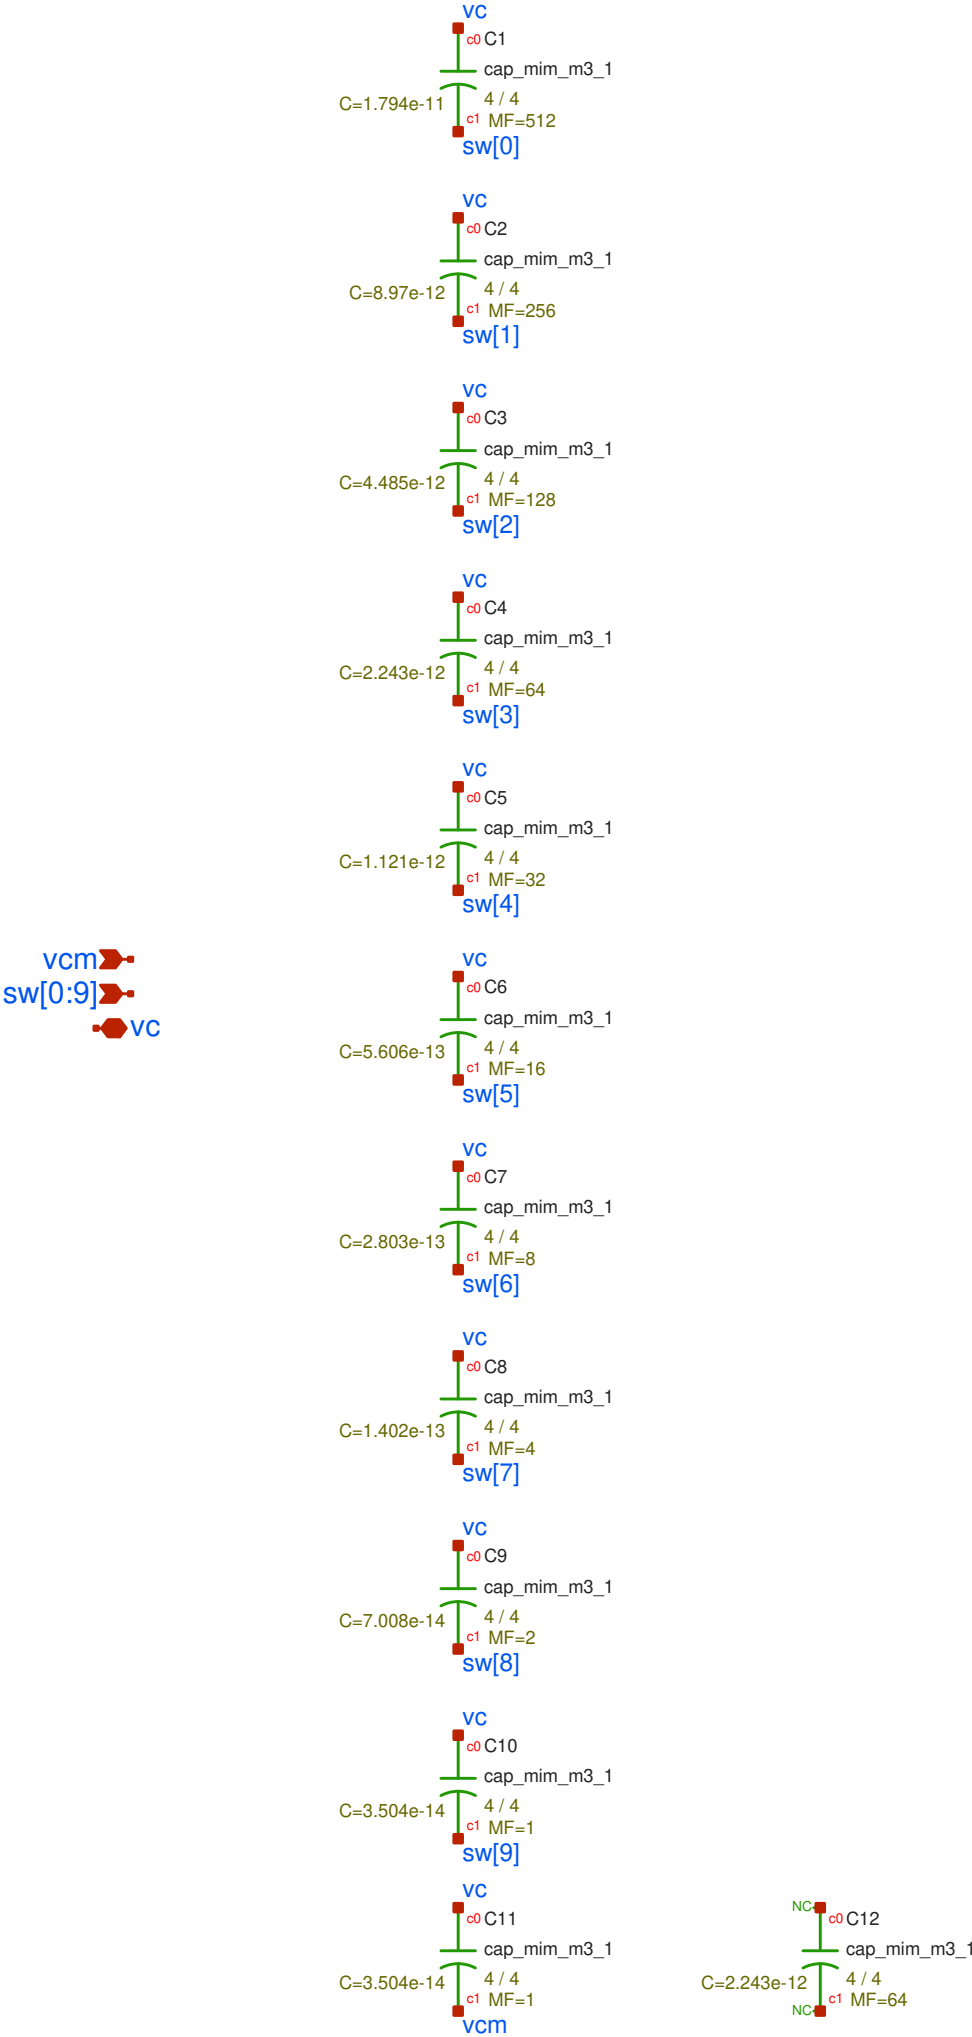 vc
c0 C1
cap_mim_m3_1
C=1.794e-11
4 / 4
c1 MF=512
sw[0]
vc
c0 C2
cap_mim_m3_1
C=8.97e-12
4 / 4
c1 MF=256
sw[1]
vc
c0 C3
cap_mim_m3_1
C=4.485e-12
4 / 4
c1 MF=128
sw[2]
vc
c0 C4
cap_mim_m3_1
C=2.243e-12
4 / 4
c1 MF=64
sw[3]
vc
c0 C5
cap_mim_m3_1
C=1.121e-12
4 / 4
c1 MF=32
sw[4]
vcm
sw[0:9]
vc
vc
c0 C6
cap_mim_m3_1
C=5.606e-13
4 / 4
c1 MF=16
sw[5]
vc
c0 C7
cap_mim_m3_1
C=2.803e-13
4 / 4
c1 MF=8
sw[6]
vc
c0 C8
cap_mim_m3_1
C=1.402e-13
4 / 4
c1 MF=4
sw[7]
vc
c0 C9
cap_mim_m3_1
C=7.008e-14
4 / 4
c1 MF=2
sw[8]
vc
c0 C10
cap_mim_m3_1
C=3.504e-14
4 / 4
c1 MF=1
sw[9]
vc
c0 C11
cap_mim_m3_1
C=3.504e-14
4 / 4
c1 MF=1
vcm
NC
c0 C12
cap_mim_m3_1
C=2.243e-12
4 / 4
c1 MF=64
NC